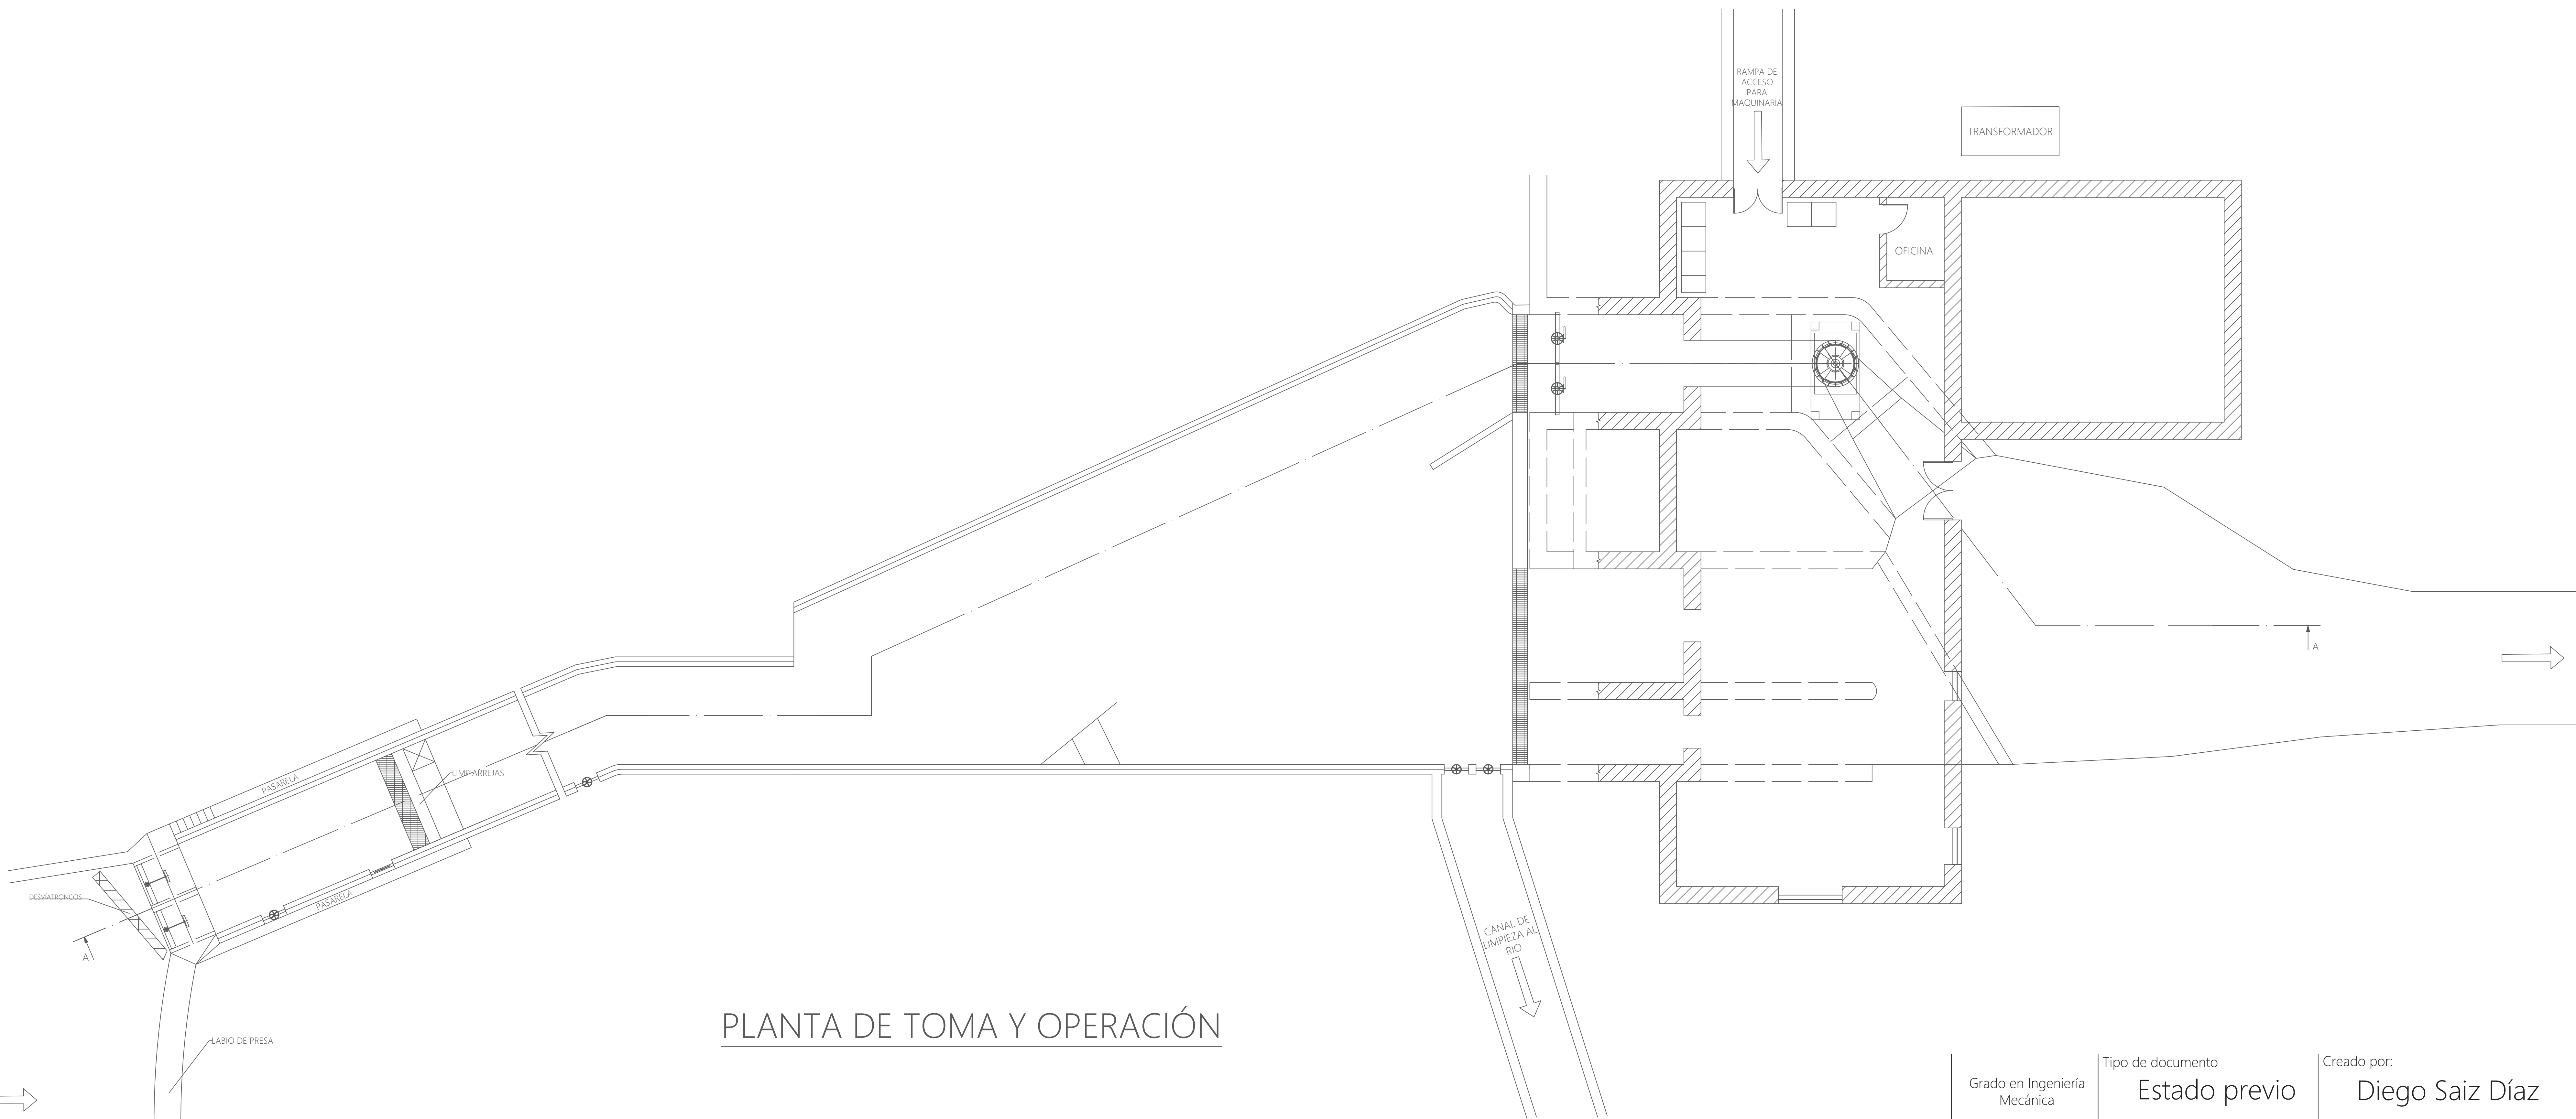 RAMPA DE
ACCESO
PARA
MAQUINARIA
TRANSFORMADOR
OFICINA
A
PASARELA
LIMPIARREJAS
DESVÍATRONCOS
PASARELA
A
CANAL DE
LIMPIEZA AL
RIO
PLANTA DE TOMA Y OPERACIÓN
LABIO DE PRESA
Grado en Ingeniería
Mecánica
Tipo de documento
Estado previo
Creado por:
Diego Saiz Díaz